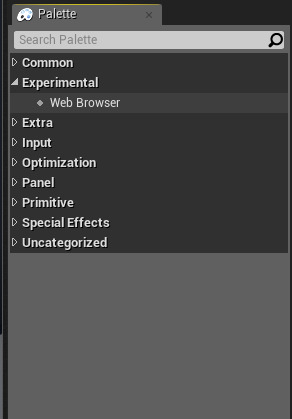 Palette
Search Palette
Common
Experimental
Web Browser
Extra
Input
Optimization
Panel
Primitive
Special Effects
Uncategorized